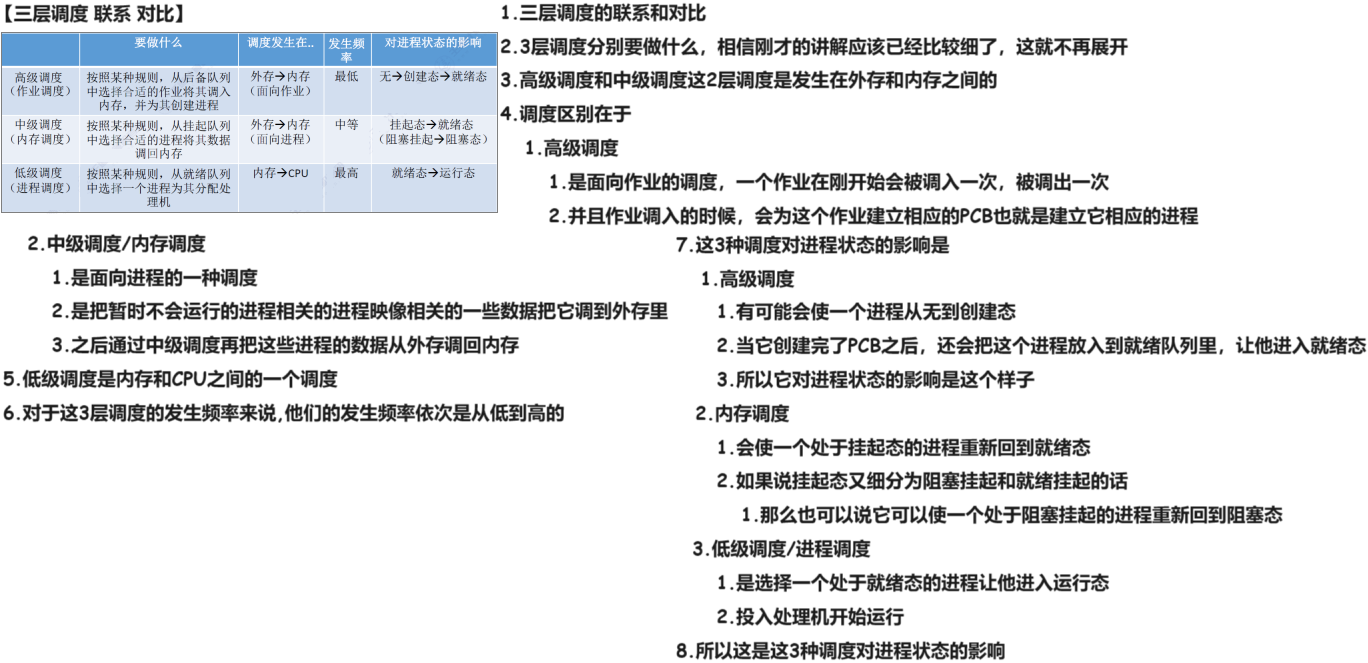 【三层调度 联系 对比】
要做什么
调度发生在..
发生频
率
对进程状态的影响
高级调度
（作业调度）
按照某种规则，从后备队列
中选择合适的作业将其调入
内存，并为其创建进程
外存→内存
（面向作业）
最低
无→创建态→就绪态
中级调度
（内存调度）
按照某种规则，从挂起队列
中选择合适的进程将其数据
调回内存
外存→内存
（面向进程）
中等
挂起态→就绪态
（阻塞挂起→阻塞态）
低级调度
（进程调度）
按照某种规则，从就绪队列
中选择一个进程为其分配处
理机
内存→CPU
最高
就绪态→运行态
1.三层调度的联系和对比
2.3层调度分别要做什么，相信刚才的讲解应该已经比较细了，这就不再展开
3.高级调度和中级调度这2层调度是发生在外存和内存之间的
4.调度区别在于
1.高级调度
1.是面向作业的调度，一个作业在刚开始会被调入一次，被调出一次
2.并且作业调入的时候，会为这个作业建立相应的PCB也就是建立它相应的进程
2.中级调度/内存调度
1.是面向进程的一种调度
2.是把暂时不会运行的进程相关的进程映像相关的一些数据把它调到外存里
3.之后通过中级调度再把这些进程的数据从外存调回内存
5.低级调度是内存和CPU之间的一个调度
6.对于这3层调度的发生频率来说,他们的发生频率依次是从低到高的
7.这3种调度对进程状态的影响是
1.高级调度
1.有可能会使一个进程从无到创建态
2.当它创建完了PCB之后，还会把这个进程放入到就绪队列里，让他进入就绪态
3.所以它对进程状态的影响是这个样子
2.内存调度
1.会使一个处于挂起态的进程重新回到就绪态
2.如果说挂起态又细分为阻塞挂起和就绪挂起的话
1.那么也可以说它可以使一个处于阻塞挂起的进程重新回到阻塞态
3.低级调度/进程调度
1.是选择一个处于就绪态的进程让他进入运行态
2.投入处理机开始运行
8.所以这是这3种调度对进程状态的影响